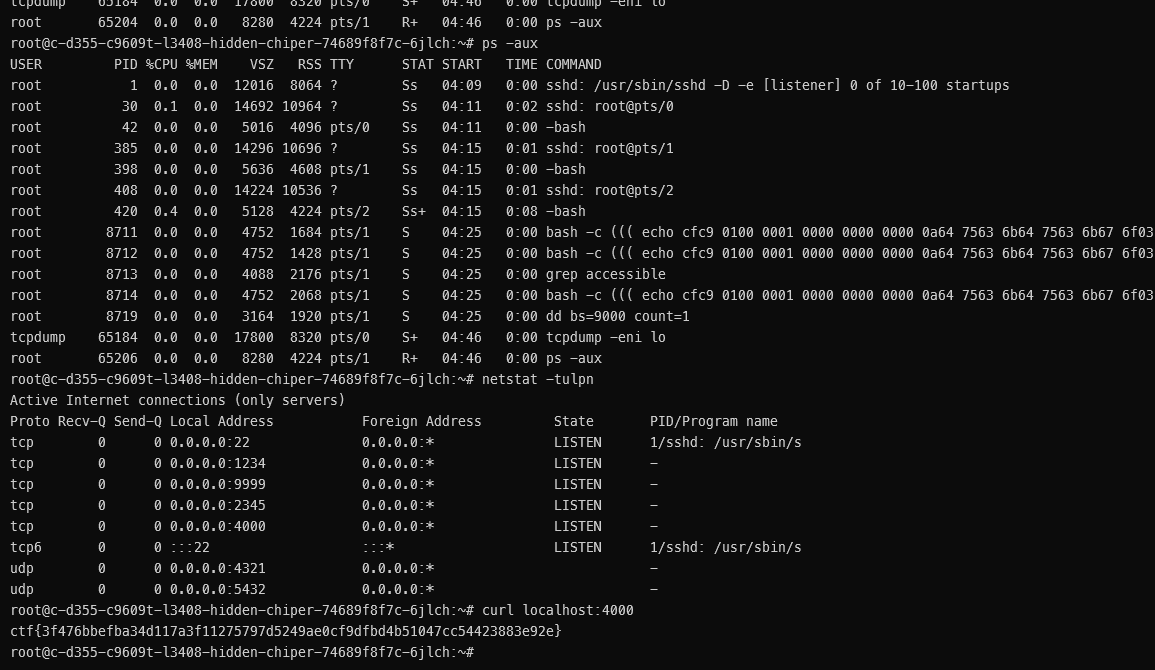 tcpdump 65184 17800 8320 pts/0 S+ 04:46 0:00 tcpdump -eni lo
root 65204 8280 4224 pts/1 R+ 04:46 0:00 ps -aux
root@c-d355-c9609t-l3408-hidden-chiper-74689f8f7c-6jlch:~# ps -aux
USER PID %CPU %MEM VSZ RSS TTY STAT START TIME COMMAND
root 1 0.0 0.0 12016 8064 ? Ss 04:09 0:00 sshd: /usr/sbin/sshd -D -e [listener] 0 of 10-100 startups
root 30 0.1 0.0 14692 10964 ? Ss 04:11 0:02 sshd: root@pts/0
root 42 0.0 0.0 5016 4096 pts/0 Ss 04:11 0:00 -bash
root 385 0.0 0.0 14296 10696 ? Ss 04:15 0:01 sshd: root@pts/1
root 398 0.0 0.0 5636 4608 pts/1 Ss 04:15 0:00 -bash
root 408 0.0 0.0 14224 10536 ? Ss 04:15 0:01 sshd: root@pts/2
root 420 0.4 0.0 5128 4224 pts/2 Ss+ 04:15 0:08 -bash
root 8711 0.0 0.0 4752 1684 pts/1 S 04:25 0:00 bash -c ((( echo cfc9 0100 0001 0000 0000 0000 0a64 7563 6b64 7563 6b67 6f03
root 8712 0.0 0.0 4752 1428 pts/1 S 04:25 0:00 bash -c ((( echo cfc9 0100 0001 0000 0000 0000 0a64 7563 6b64 7563 6b67 6f03
root 8713 0.0 0.0 4088 2176 pts/1 S 04:25 0:00 grep accessible
root 8714 0.0 0.0 4752 2068 pts/1 S 04:25 0:00 bash -c ((( echo cfc9 0100 0001 0000 0000 0000 0a64 7563 6b64 7563 6b67 6f03
root 8719 0.0 0.0 3164 1920 pts/1 S 04:25 0:00 dd bs=9000 count=1
tcpdump 65184 0.0 0.0 17800 8320 pts/0 S+ 04:46 0:00 tcpdump -eni lo
root 65206 0.0 0.0 8280 4224 pts/1 R+ 04:46 0:00 ps -aux
root@c-d355-c9609t-l3408-hidden-chiper-74689f8f7c-6jlch:~# netstat -tulpn
Active Internet connections (only servers)
Proto Recv-Q Send-Q Local Address Foreign Address State PID/Program name
tcp 0 0 0.0.0.0:22 0.0.0.0:* LISTEN 1/sshd: /usr/sbin/s
tcp 0 0 0.0.0.0:1234 0.0.0.0:* LISTEN -
tcp 0 0 0.0.0.0:9999 0.0.0.0:* LISTEN -
tcp 0 0 0.0.0.0:2345 0.0.0.0:* LISTEN -
tcp 0 0 0.0.0.0:4000 0.0.0.0:* LISTEN -
tcp6 0 0 :::22 :::* LISTEN 1/sshd: /usr/sbin/s
udp 0 0 0.0.0.0:4321 0.0.0.0:* -
udp 0 0 0.0.0.0:5432 0.0.0.0:* -
root@c-d355-c9609t-l3408-hidden-chiper-74689f8f7c-6jlch:~# curl localhost:4000
ctf{3f476bbefba34d117a3f11275797d5249ae0cf9dfbd4b51047cc54423883e92e}
root@c-d355-c9609t-l3408-hidden-chiper-74689f8f7c-6jlch:~#